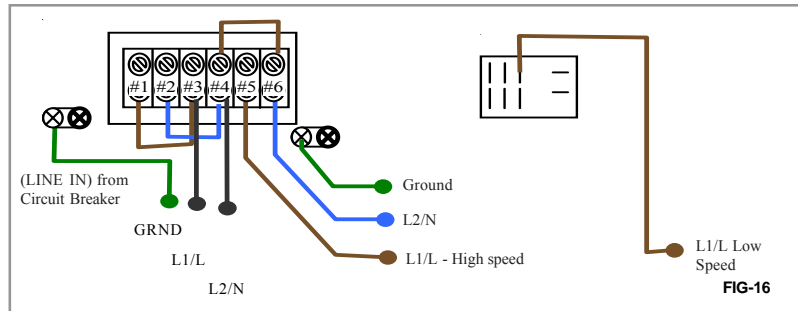 #1 #2 #3 #4 #5 #6
(LINE IN) from
Circuit Breaker
GRND
L1/L
L2/N
Ground
L2/N
L1/L - High speed
L1/L Low
Speed
FIG-16